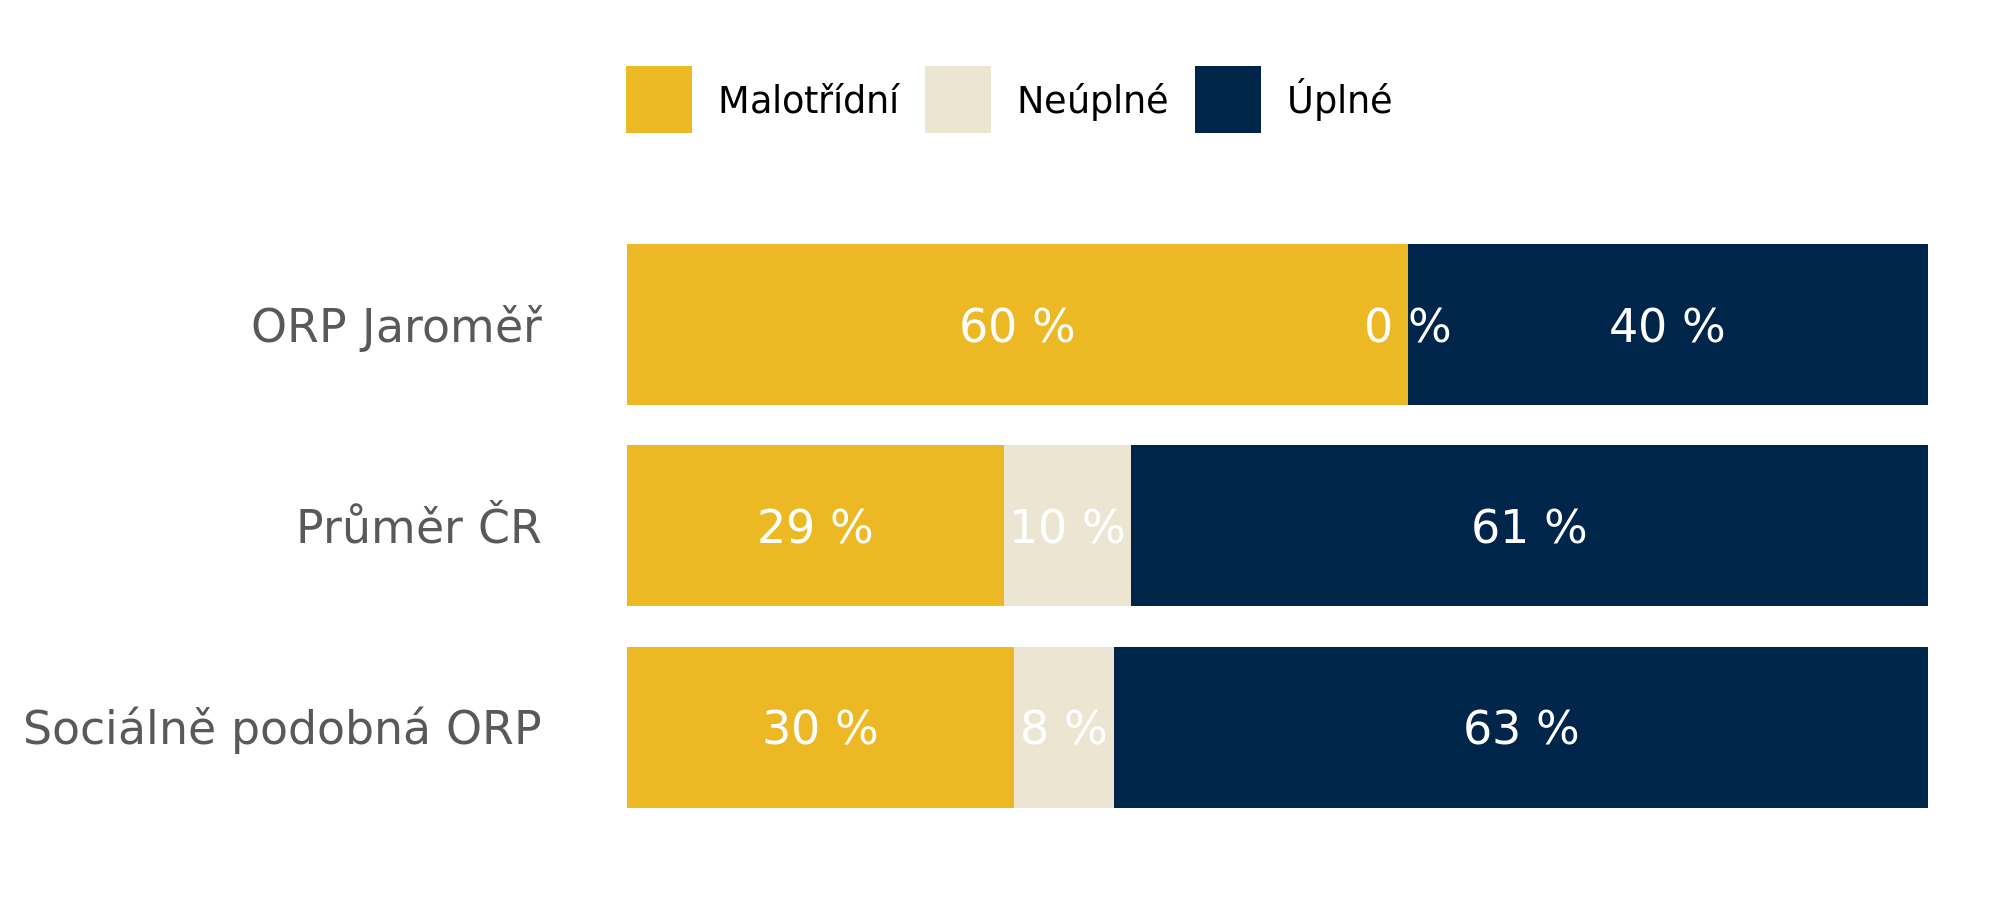 Malotřídní Neúplné Úplné
ORP Jaroměř 60 % 0 % 40 %
Průměr ČR 29 % 10 % 61 %
Sociálně podobná ORP 30 % 8 % 63 %